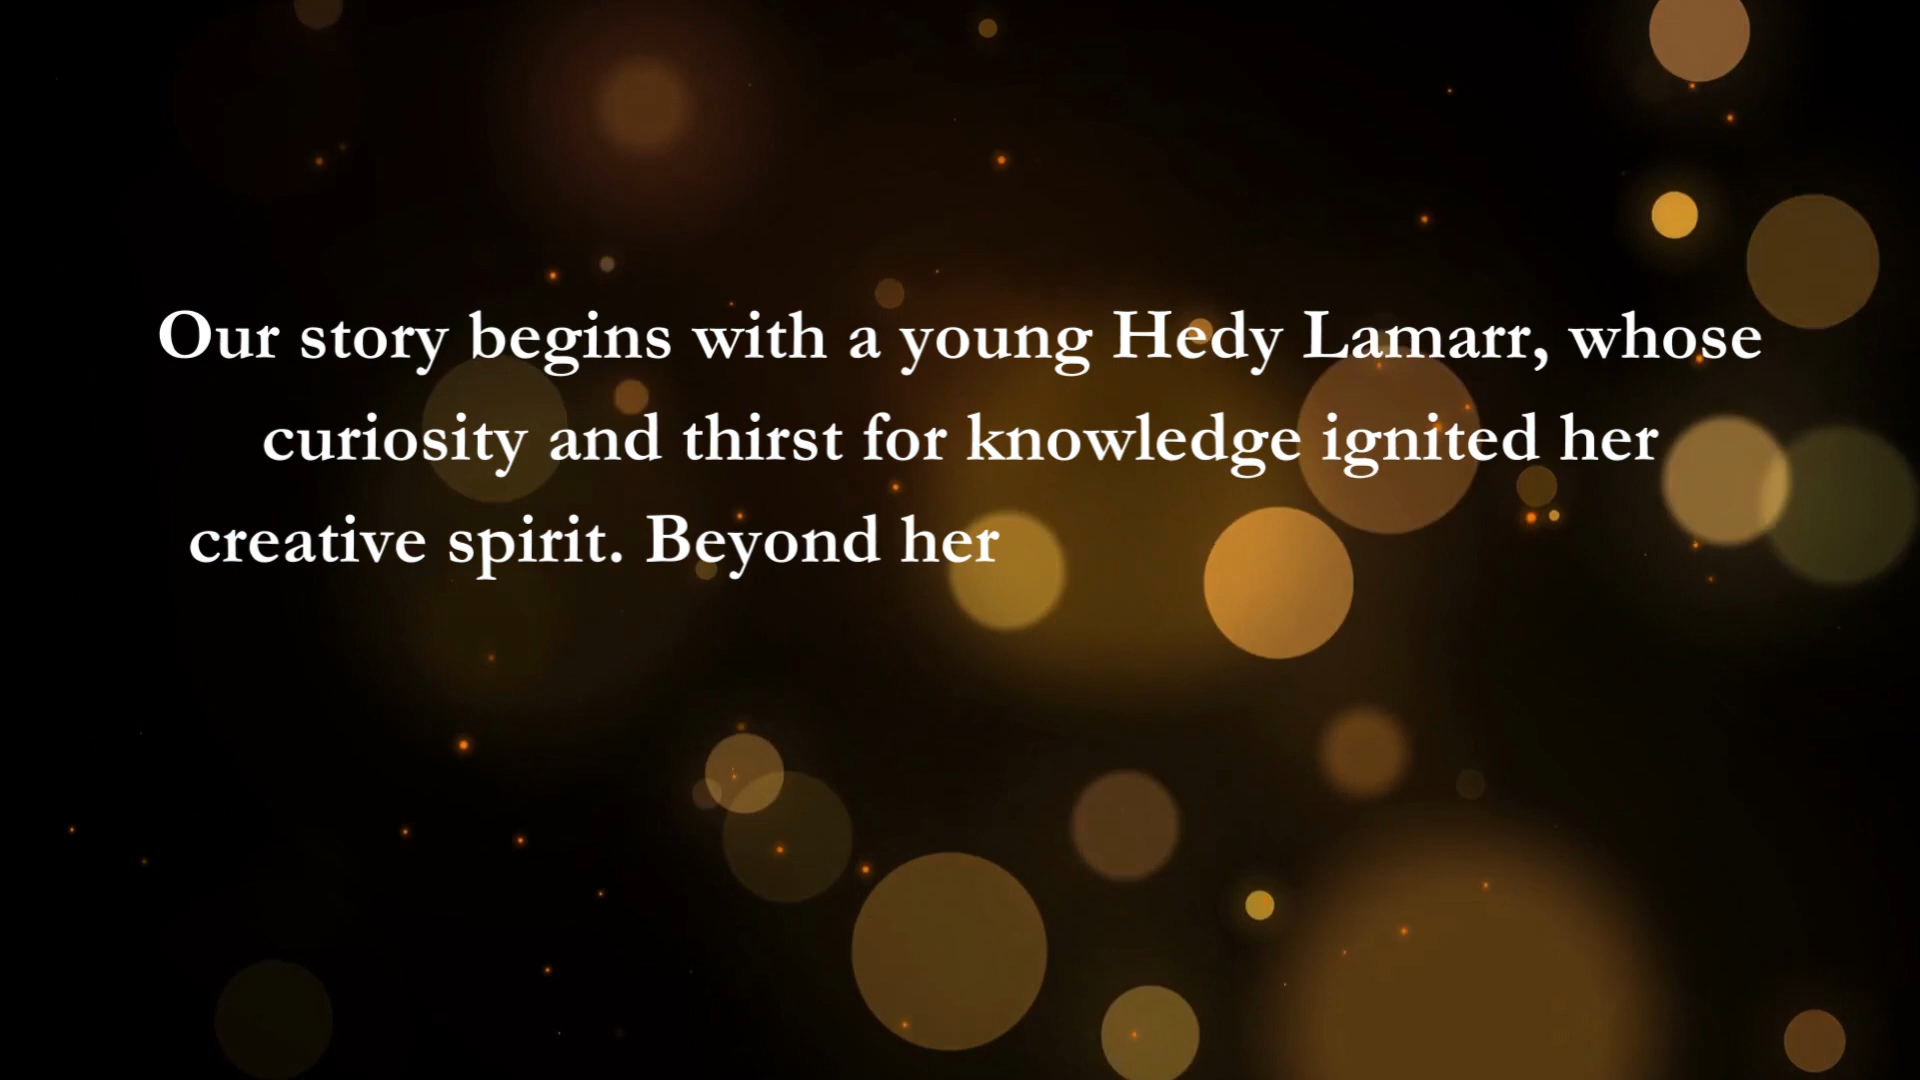 Our story begins with a young Hedy Lamarr, whose
curiosity and thirst for knowledge ignited her
creative spirit. Beyond her